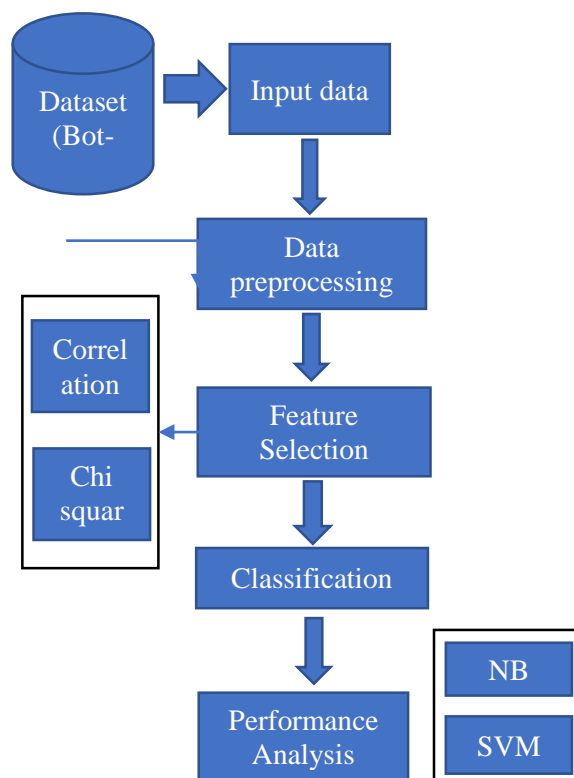 Dataset
(Bot-
Input data
Data
preprocessing
Correl
ation
Chi
squar
Feature
Selection
Classification
Performance
Analysis
NB
SVM